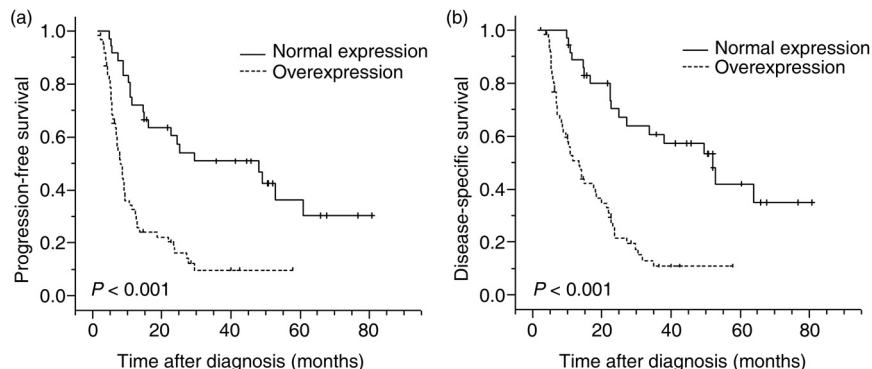 (a)
1.0
0.8
0.6
0.4
0.2
0.0
Progression-free survival
Normal expression
Overexpression
P < 0.001
0 20 40 60 80
Time after diagnosis (months)
(b)
1.0
0.8
0.6
0.4
0.2
0.0
Disease-specific survival
Normal expression
Overexpression
P < 0.001
0 20 40 60 80
Time after diagnosis (months)